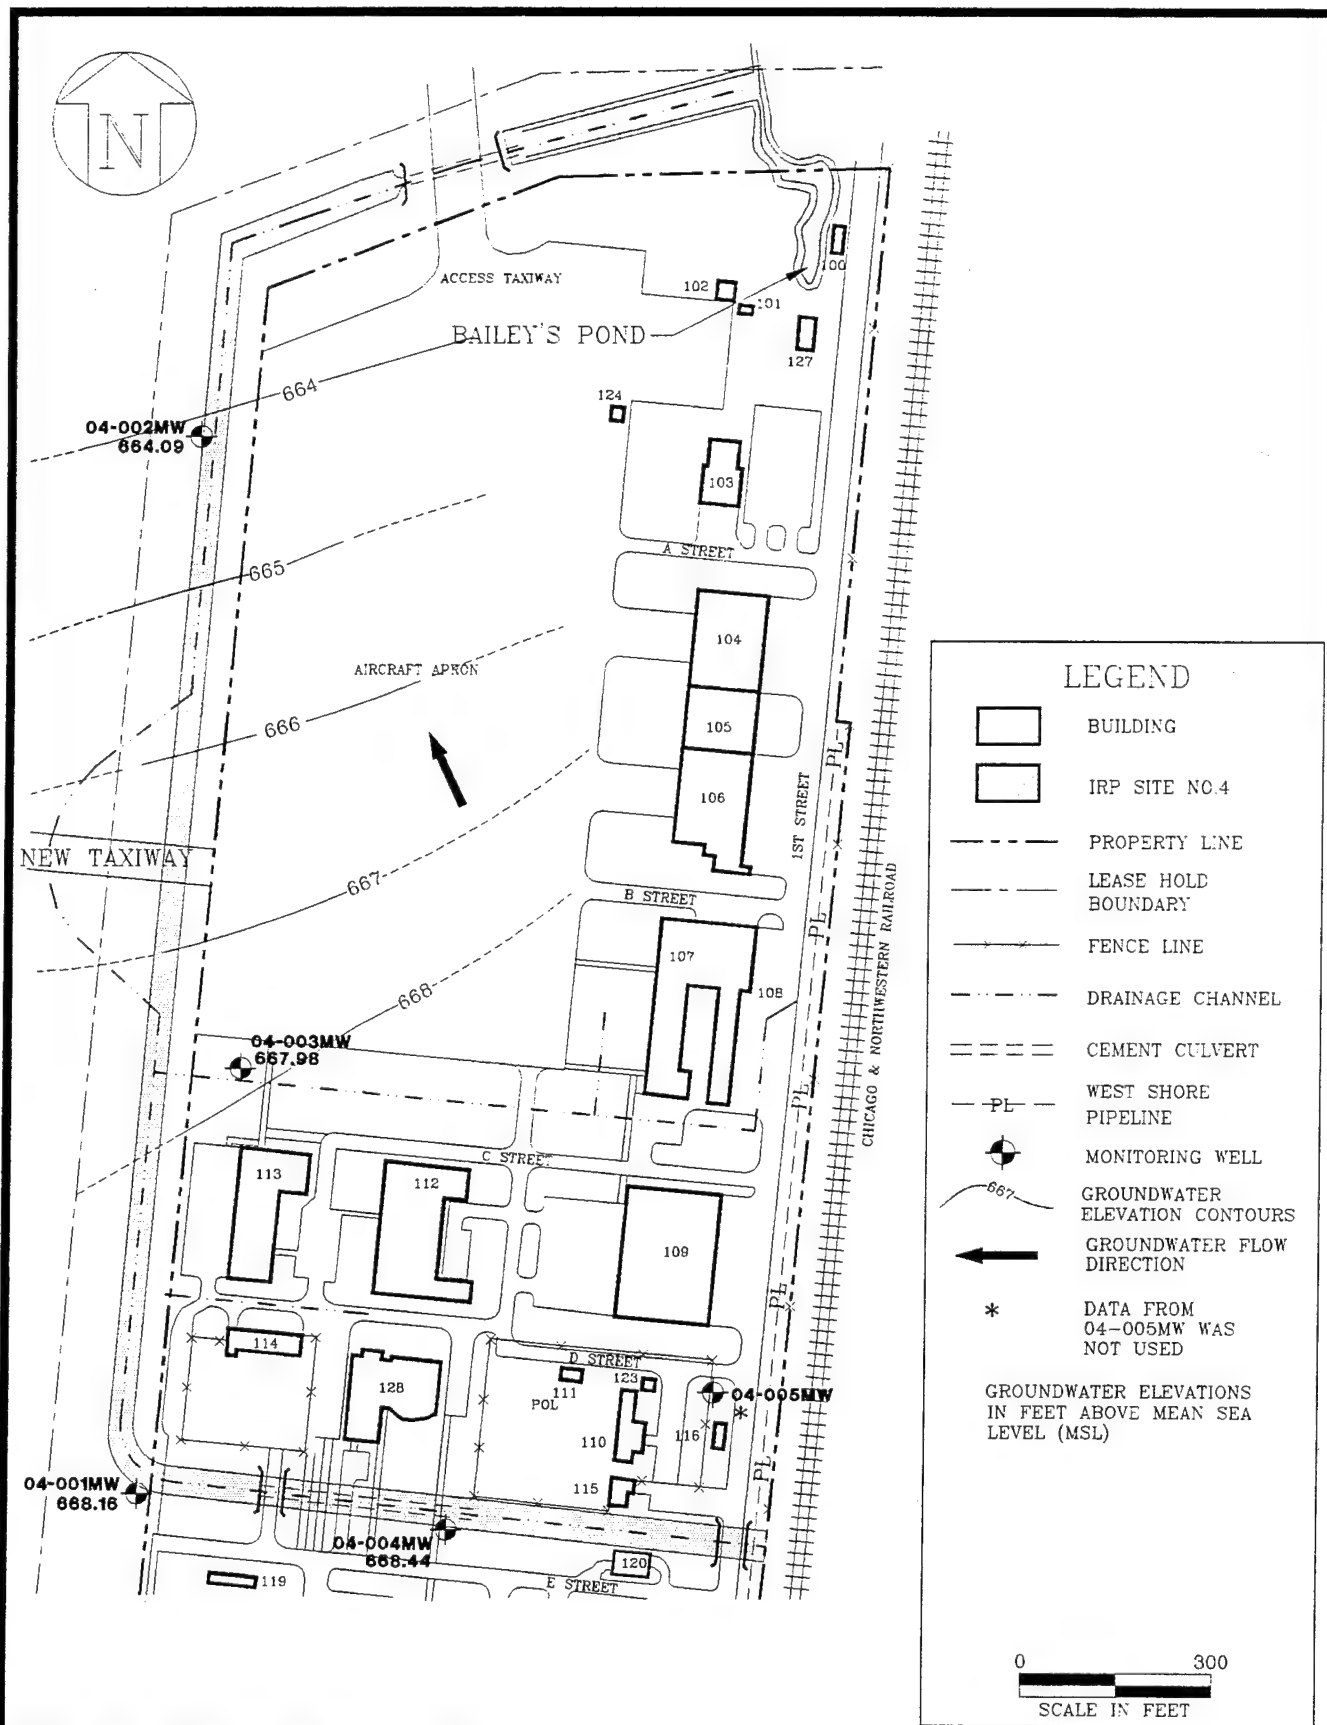 N
ACCESS TAXIWAY
102
100
101
BAILEY'S POND
127
664
124
04-002MW
664.09
103
A STREET
665
104
AIRCRAFT APRON
666
105
PL
106
1ST STREET
NEW TAXIWAY
667
B STREET
PL
107
CHICAGO & NORTHWESTERN RAILROAD
668
108
04-003MW
667.98
PL
C STREET
113
112
109
PL
114
D STREET
128
111
123
04-005MW
*
POL
110
116
PL
04-001MW
668.16
115
04-004MW
668.44
120
119
E STREET
LEGEND
BUILDING
IRP SITE NO.4
PROPERTY LINE
LEASE HOLD
BOUNDARY
FENCE LINE
DRAINAGE CHANNEL
CEMENT CULVERT
PL
WEST SHORE
PIPELINE
MONITORING WELL
667
GROUNDWATER
ELEVATION CONTOURS
GROUNDWATER FLOW
DIRECTION
*
DATA FROM
04-005MW WAS
NOT USED
GROUNDWATER ELEVATIONS
IN FEET ABOVE MEAN SEA
LEVEL (MSL)
0 300
SCALE IN FEET